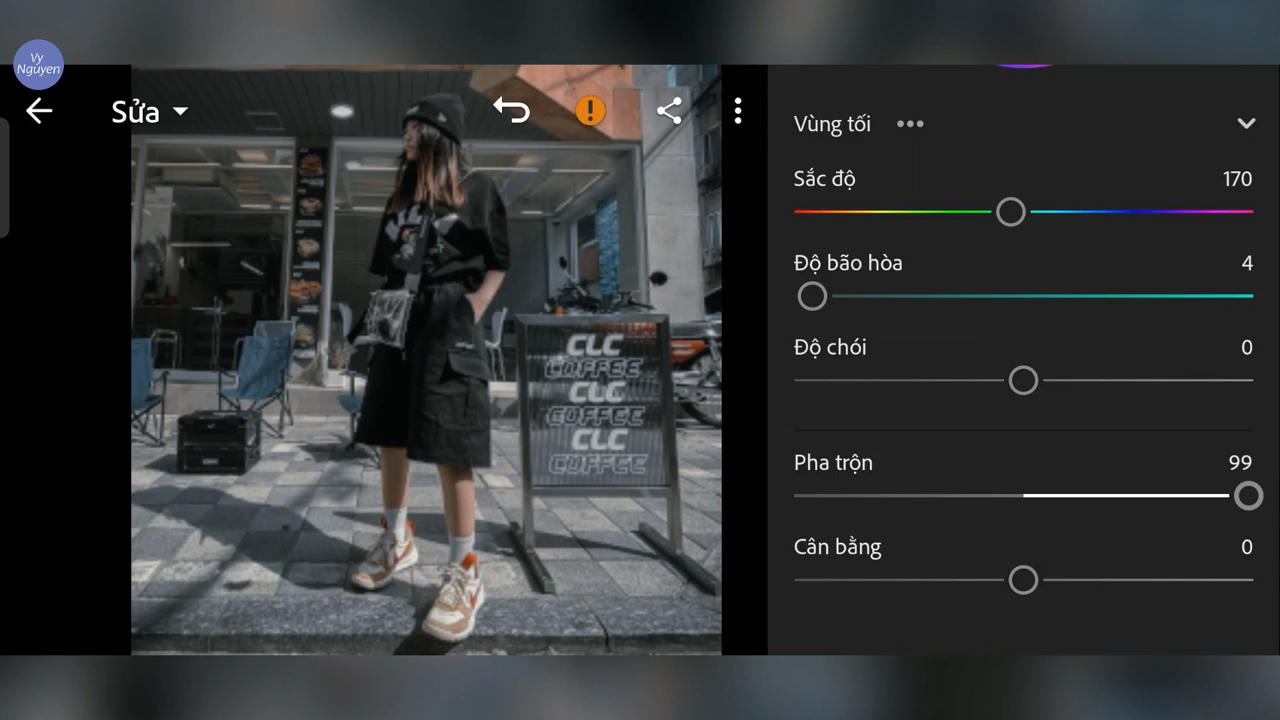 Vy
Nguyen
Sửa
Vùng tối
Sắc độ 170
Độ bão hòa 4
Độ chói 0
Pha trộn 99
Cân bằng 0
CLC
COFFEE
CLC
COFFEE
CLC
COFFEE